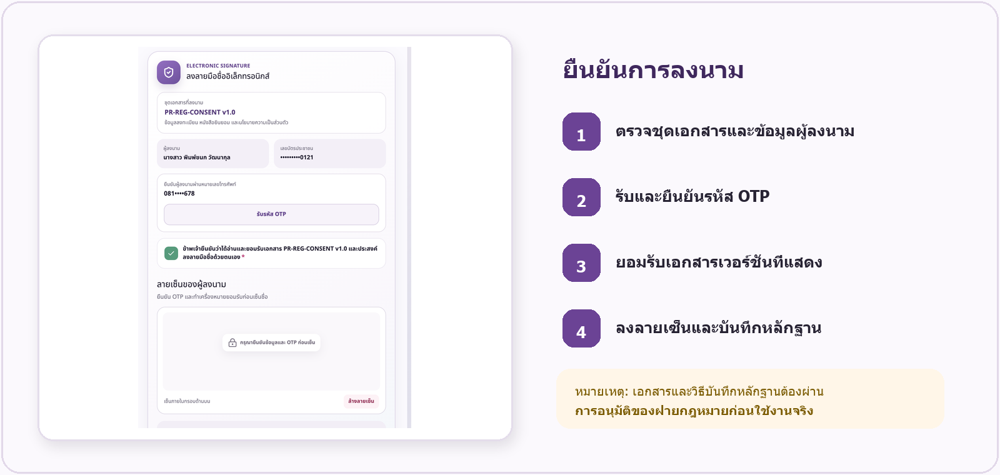 ELECTRONIC SIGNATURE
ลงลายมือชื่ออิเล็กทรอนิกส์
ชุดเอกสารที่ลงนาม
PR-REG-CONSENT v1.0
ข้อมูลลงทะเบียน หนังสือยินยอม และนโยบายความเป็นส่วนตัว
ผู้ลงนาม
นางสาว พิมพ์ชนก วัฒนากุล
เลขบัตรประชาชน
•••••••••0121
ยืนยันผู้ลงนามผ่านหมายเลขโทรศัพท์
081••••678
รับรหัส OTP
ข้าพเจ้ายืนยันว่าได้อ่านและยอมรับเอกสาร PR-REG-CONSENT v1.0 และประสงค์
ลงลายมือชื่อด้วยตนเอง *
ลายเซ็นของผู้ลงนาม
ยืนยัน OTP และทำเครื่องหมายยอมรับก่อนเซ็นชื่อ
กรุณายืนยันข้อมูลและ OTP ก่อนเซ็น
เซ็นภายในกรอบด้านบน
ล้างลายเซ็น
ยืนยันการลงนาม
1 ตรวจชุดเอกสารและข้อมูลผู้ลงนาม
2 รับและยืนยันรหัส OTP
3 ยอมรับเอกสารเวอร์ชันที่แสดง
4 ลงลายเซ็นและบันทึกหลักฐาน
หมายเหตุ: เอกสารและวิธีบันทึกหลักฐานต้องผ่าน
การอนุมัติของฝ่ายกฎหมายก่อนใช้งานจริง